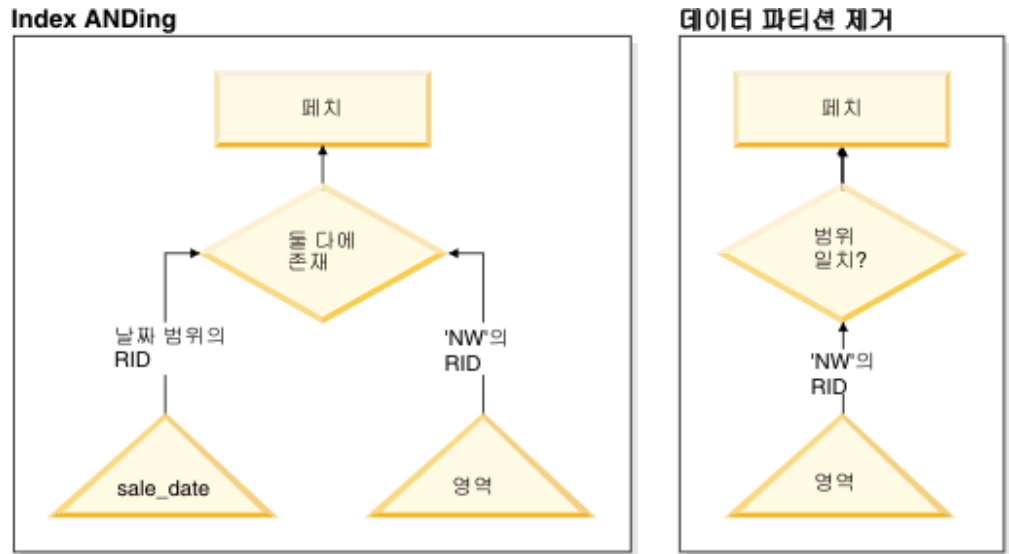 Index ANDing
페치
둘 다에
존재
날짜 범위의
RID
'NW'의
RID
sale_date
영역
데이터 파티션 제거
페치
범위
일치?
'NW'의
RID
영역